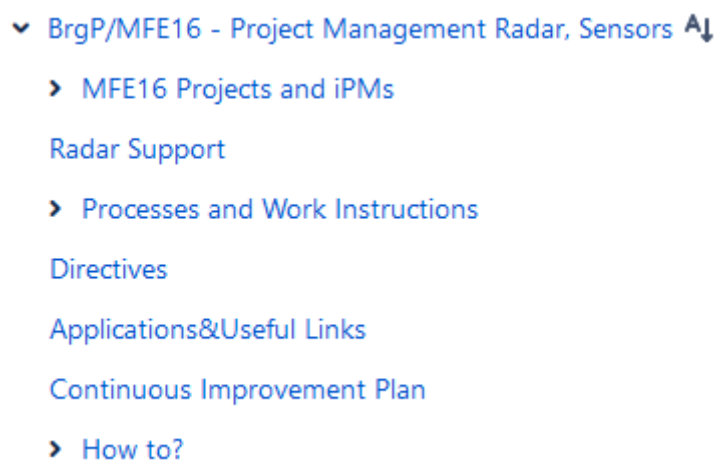 BrgP/MFE16 - Project Management Radar, Sensors
MFE16 Projects and iPMs
Radar Support
Processes and Work Instructions
Directives
Applications&Useful Links
Continuous Improvement Plan
How to?